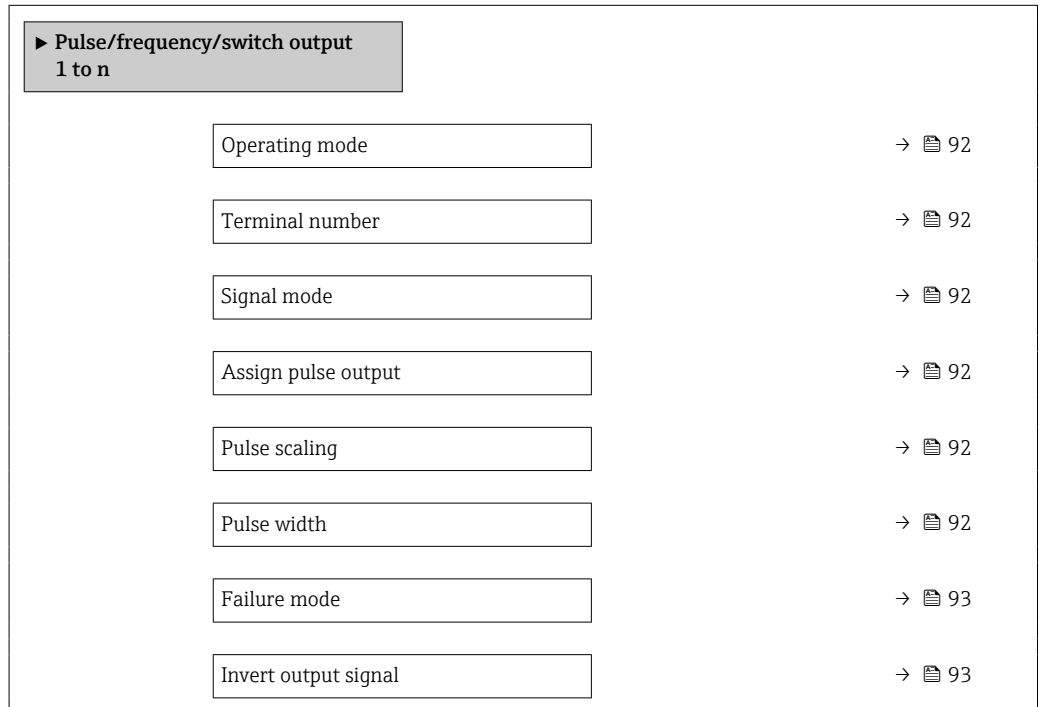 ▶ Pulse/frequency/switch output
1 to n
Operating mode → 92
Terminal number → 92
Signal mode → 92
Assign pulse output → 92
Pulse scaling → 92
Pulse width → 92
Failure mode → 93
Invert output signal → 93